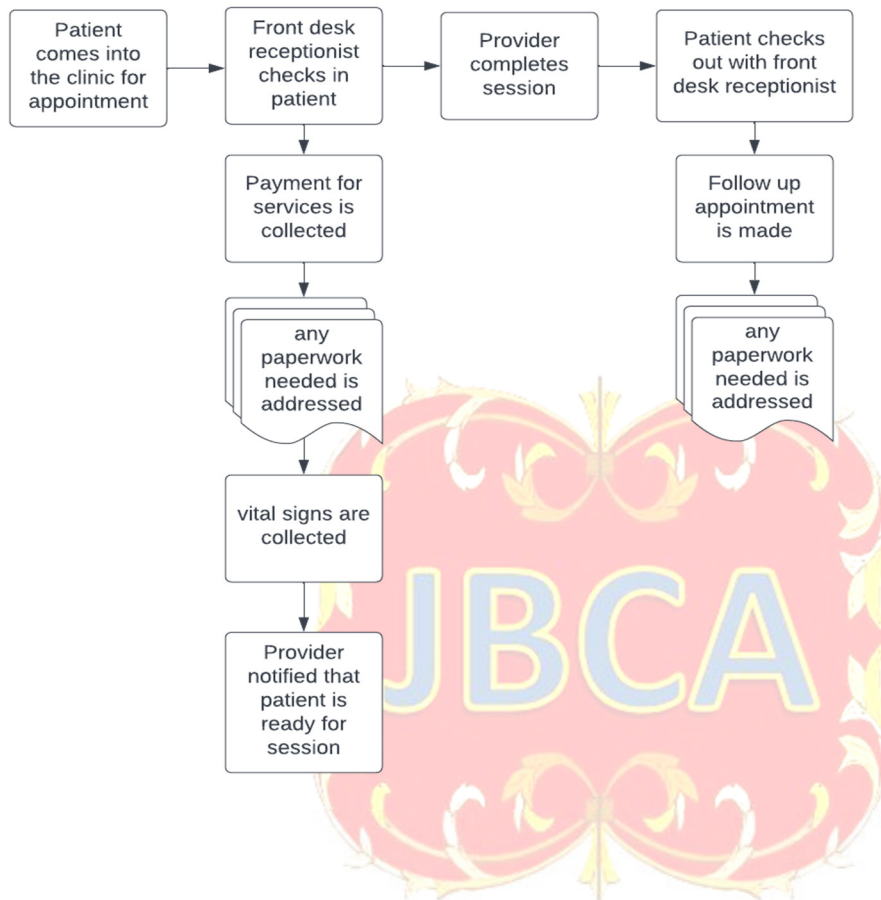 Patient
comes into
the clinic for
appointment
Front desk
receptionist
checks in
patient
Provider
completes
session
Patient checks
out with front
desk receptionist
Payment for
services is
collected
any
paperwork
needed is
addressed
vital signs are
collected
Provider
notified that
patient is
ready for
session
Follow up
appointment
is made
any
paperwork
needed is
addressed
JBCA